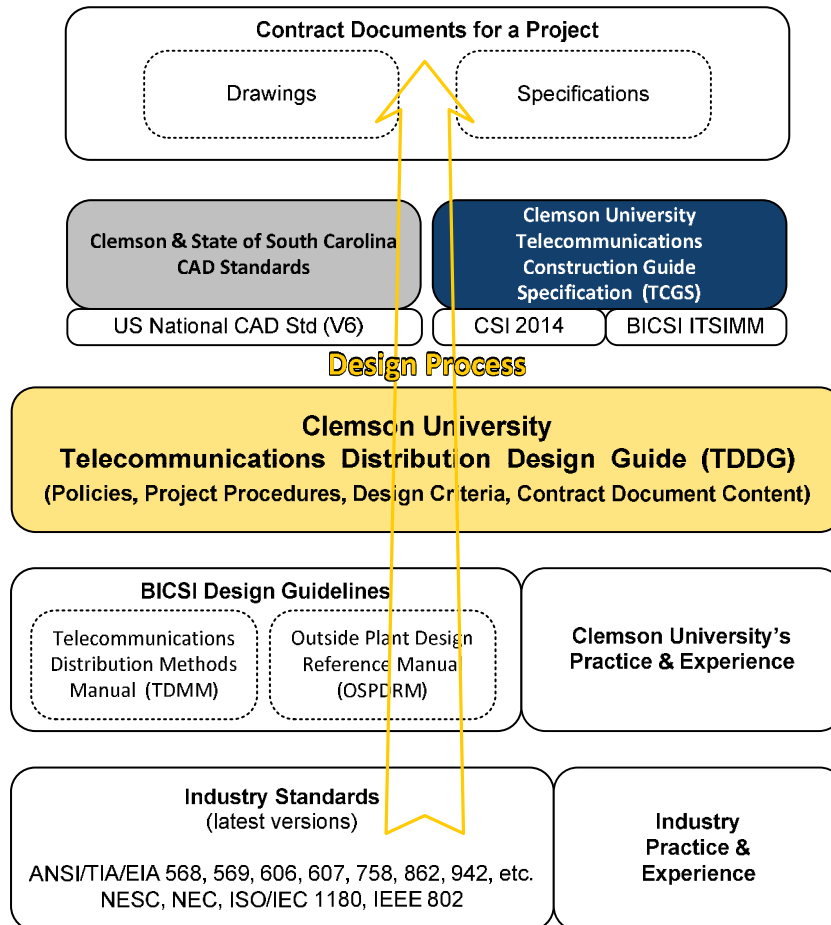 Contract Documents for a Project
Drawings
Specifications
Clemson & State of South Carolina
CAD Standards
Clemson University
Telecommunications
Construction Guide
Specification (TCGS)
US National CAD Std (V6)
CSI 2014
BICSI ITSIMM
Design Process
Clemson University
Telecommunications Distribution Design Guide (TDDG)
(Policies, Project Procedures, Design Criteria, Contract Document Content)
BICSI Design Guidelines
Telecommunications
Distribution Methods
Manual (TDMM)
Outside Plant Design
Reference Manual
(OSPDRM)
Clemson University’s
Practice & Experience
Industry Standards
(latest versions)
ANSI/TIA/EIA 568, 569, 606, 607, 758, 862, 942, etc.
NESC, NEC, ISO/IEC 1180, IEEE 802
Industry
Practice &
Experience